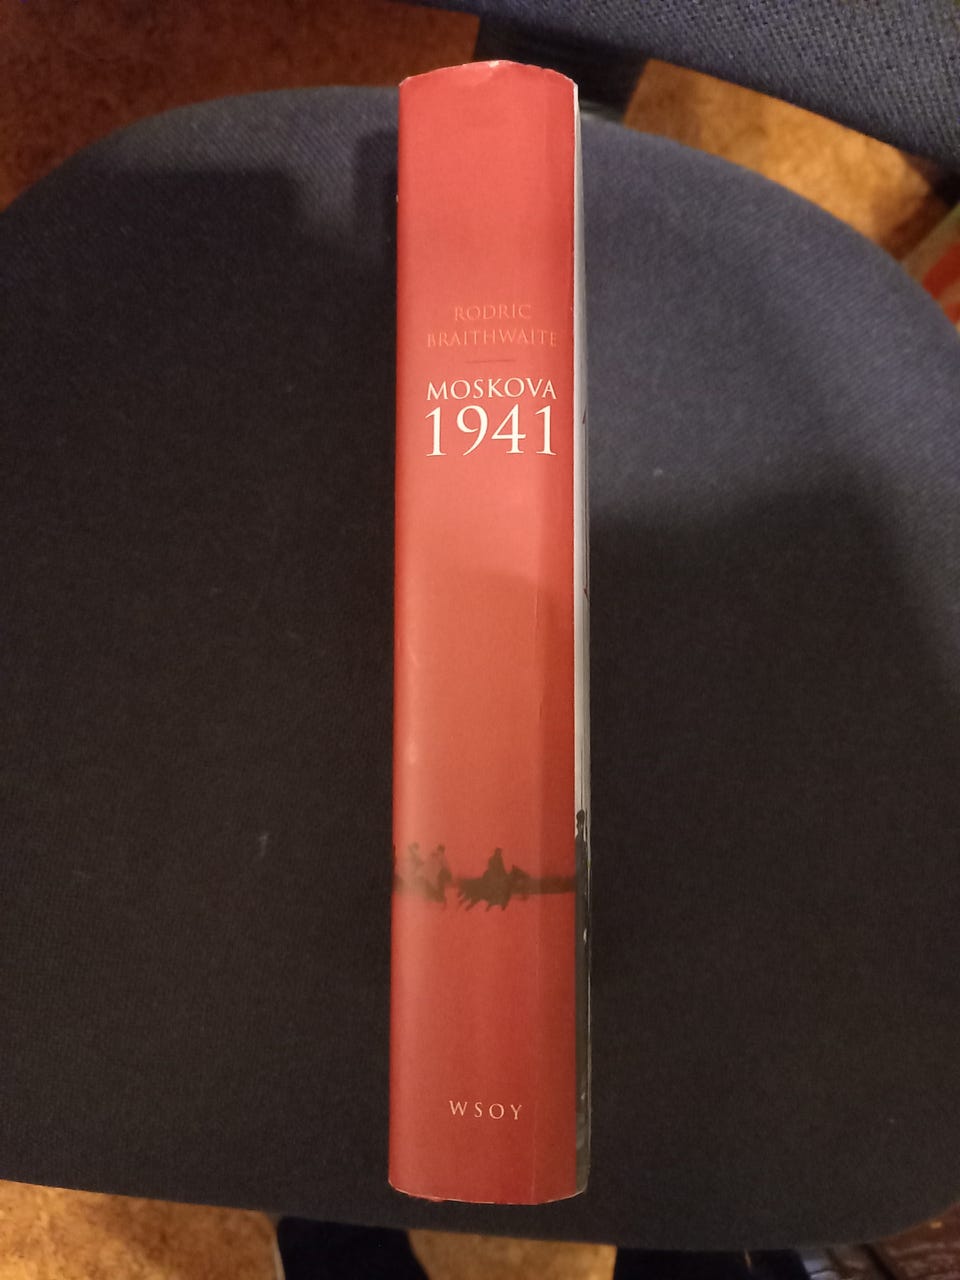 RODRIC
BRAITHWAITE
MOSKOVA
1941
WSOY